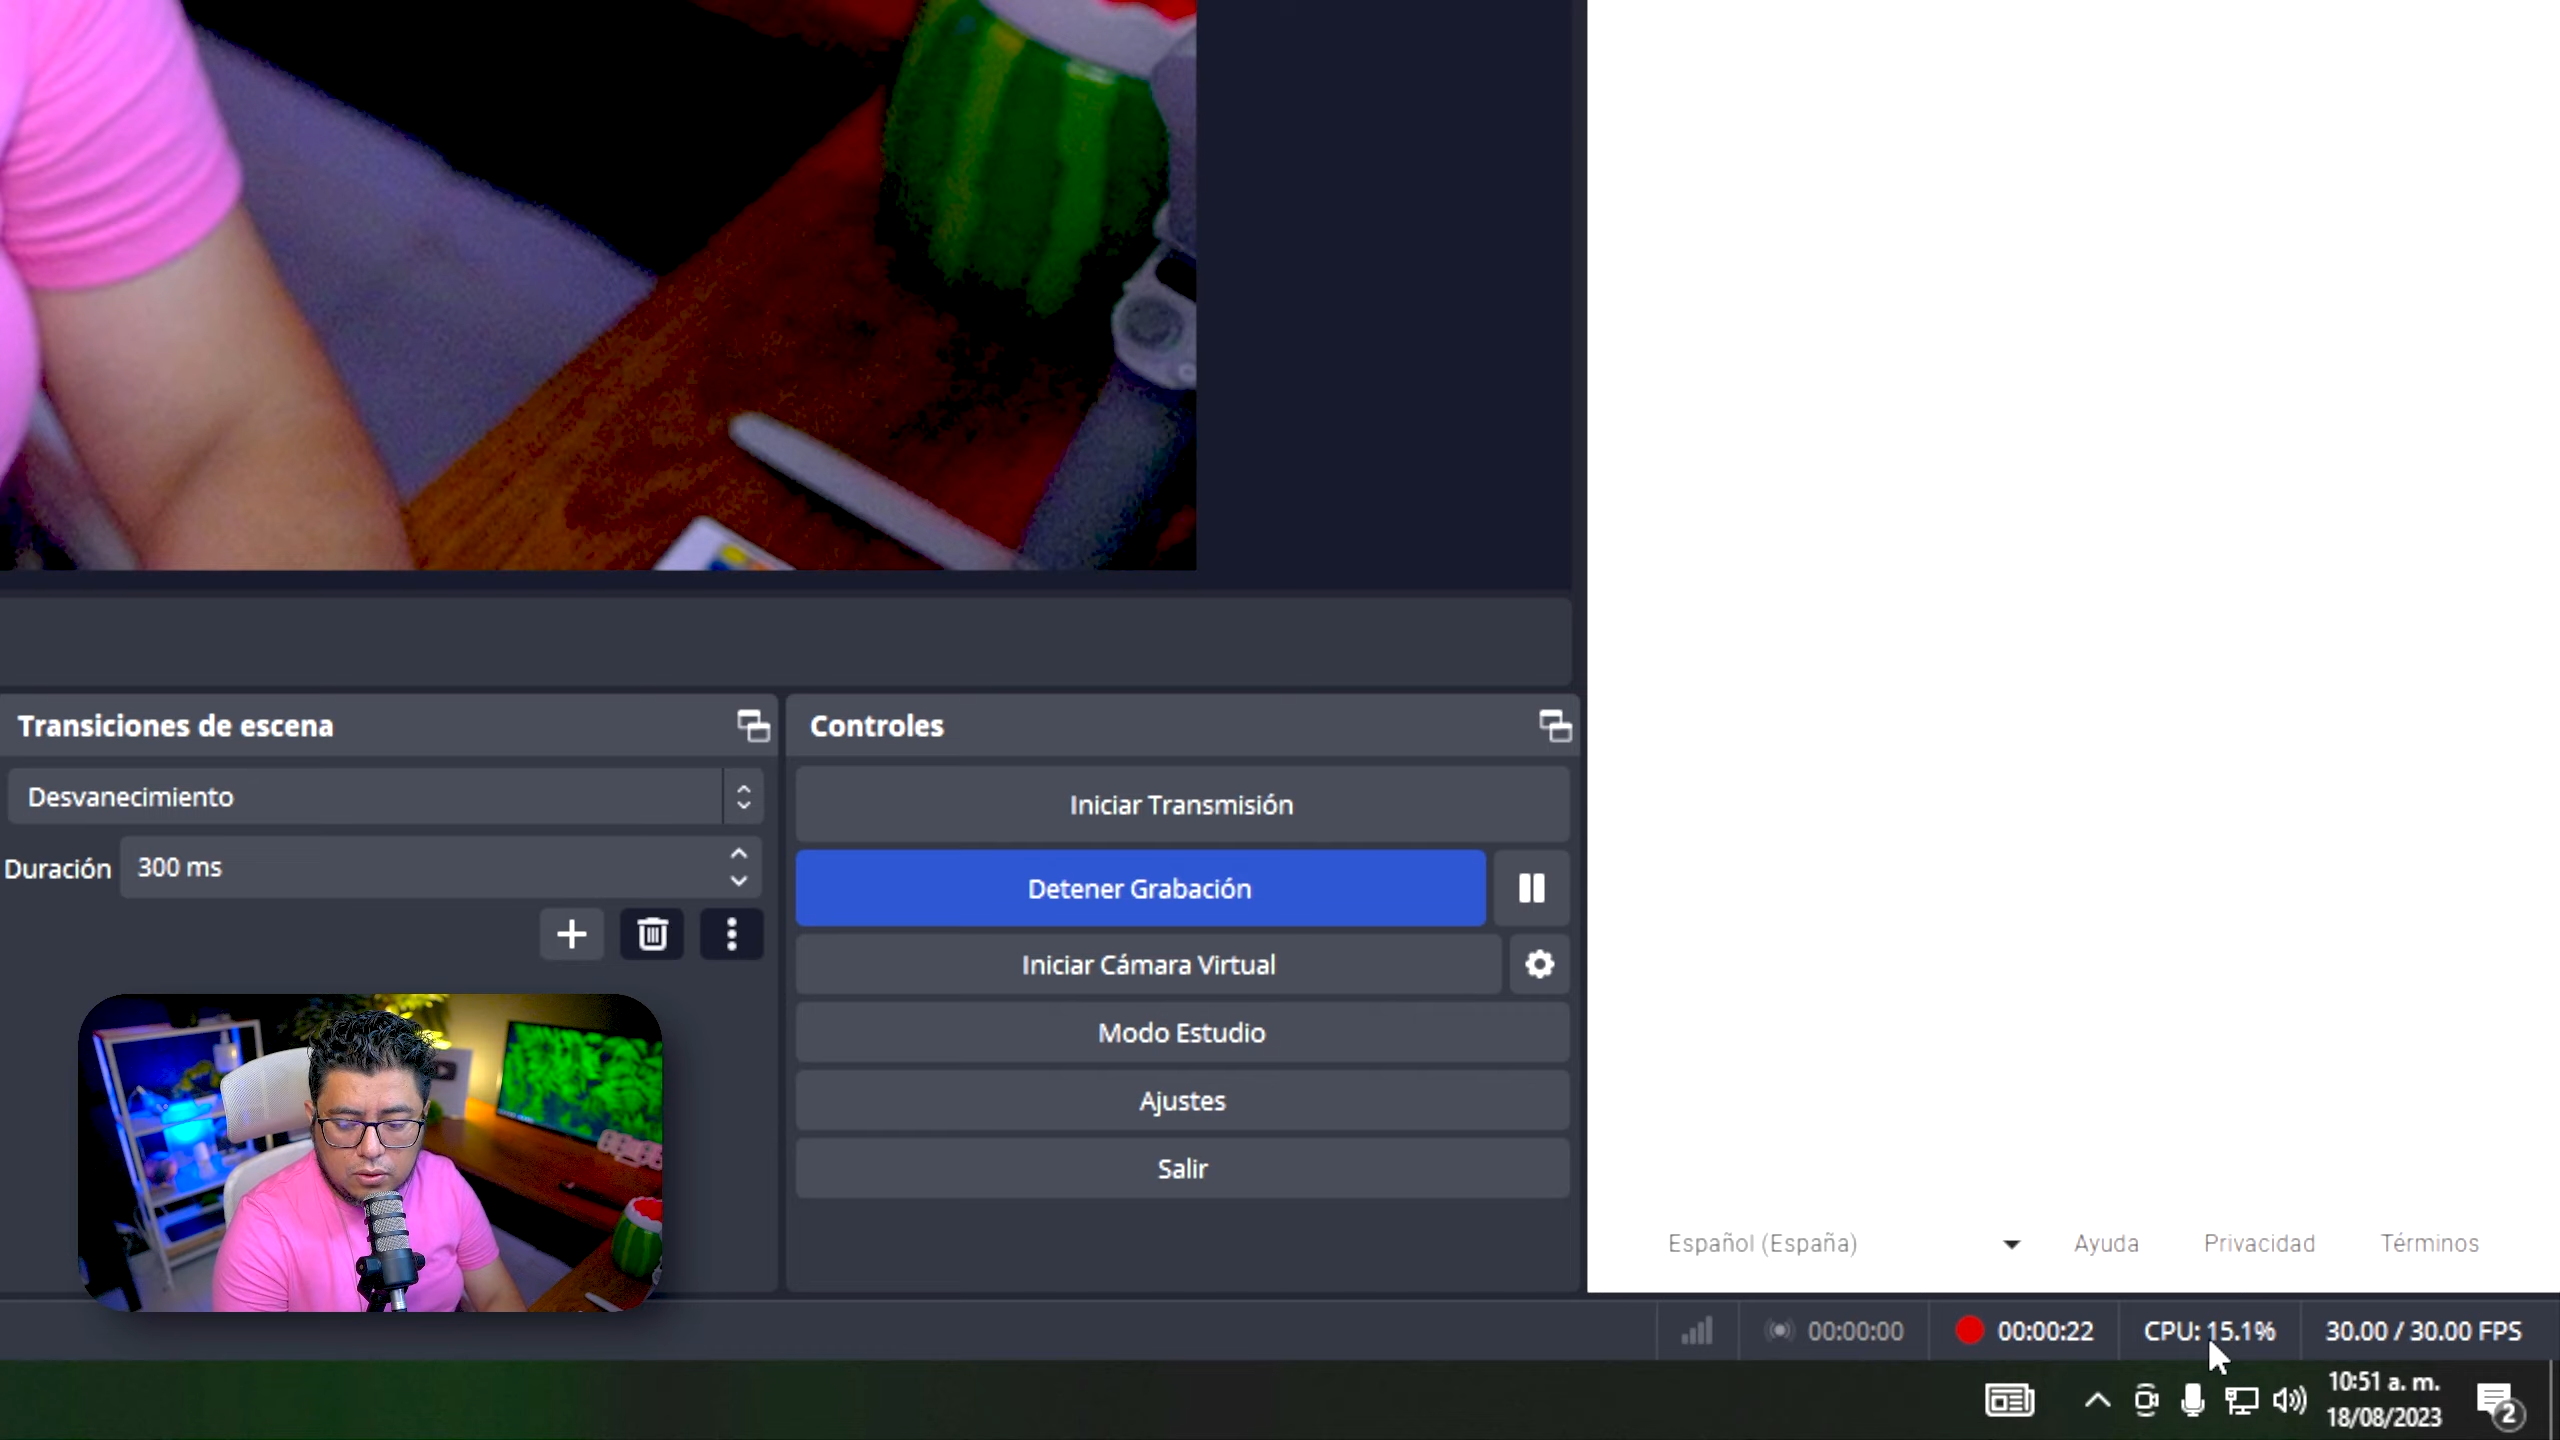 Transiciones de escena
Desvanecimiento
Duración 300 ms
Controles
Iniciar Transmisión
Detener Grabación
Iniciar Cámara Virtual
Modo Estudio
Ajustes
Salir
Español (España) Ayuda Privacidad Términos
00:00:00 00:00:22 CPU: 15.1% 30.00 / 30.00 FPS
10:51 a. m.
18/08/2023
2